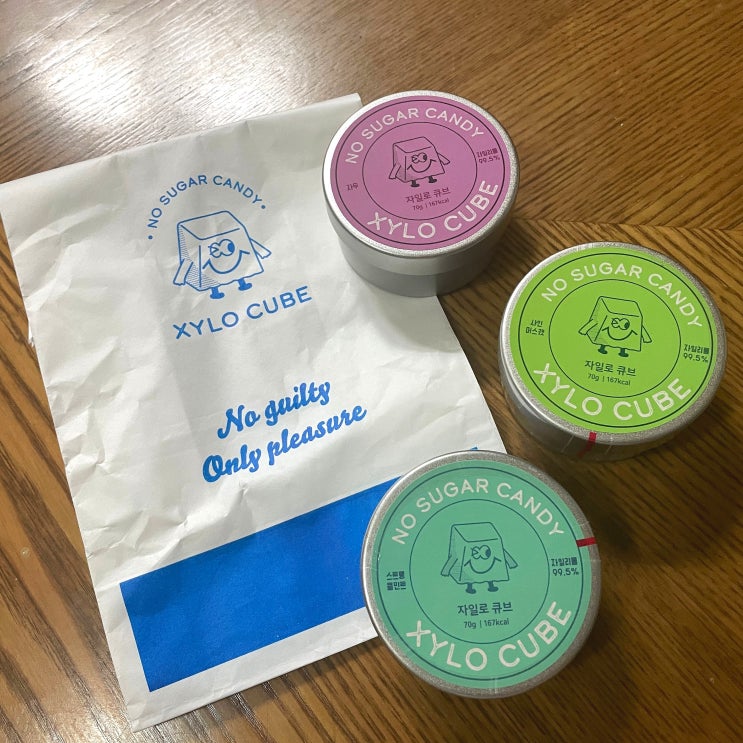 • NO SUGAR CANDY •
XYLO CUBE
No guilty
Only pleasure
NO SUGAR CANDY
자두
자일리톨
99.5%
자일로 큐브
70g | 167kcal
XYLO CUBE
NO SUGAR CANDY
샤인
머스캣
자일리톨
99.5%
자일로 큐브
70g | 167kcal
XYLO CUBE
NO SUGAR CANDY
스트롱
쿨민트
자일리톨
99.5%
자일로 큐브
70g | 167kcal
XYLO CUBE